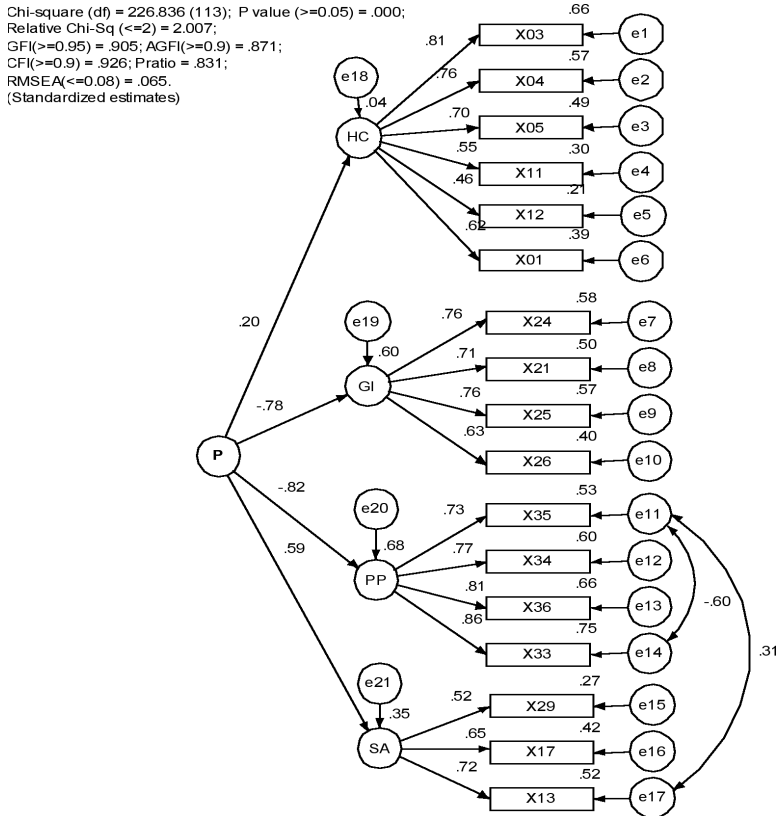 Chi-square (df) = 226.836 (113); P value (>=0.05) = .000;
Relative Chi-Sq (<=2) = 2.007;
GFI(>=0.95) = .905; AGFI(>=0.9) = .871;
CFI(>=0.9) = .926; Pratio = .831;
RMSEA(<=0.08) = .065.
(Standardized estimates)
.66
.81
X03
e1
.57
e18
.76
X04
e2
.04
.49
HC
.70
X05
e3
.30
.55
X11
e4
.46
.21
X12
e5
.62
.39
X01
e6
.20
.58
e19
.76
X24
e7
.60
.50
.71
X21
e8
GI
.57
-.78
.76
X25
e9
.63
.40
X26
e10
P
-.82
.53
e20
.73
X35
e11
.59
.68
.60
.77
X34
e12
PP
.66
.81
X36
e13
-.60
.86
.75
X33
e14
.31
.27
e21
.52
X29
e15
.35
.42
.65
X17
e16
SA
.72
.52
X13
e17